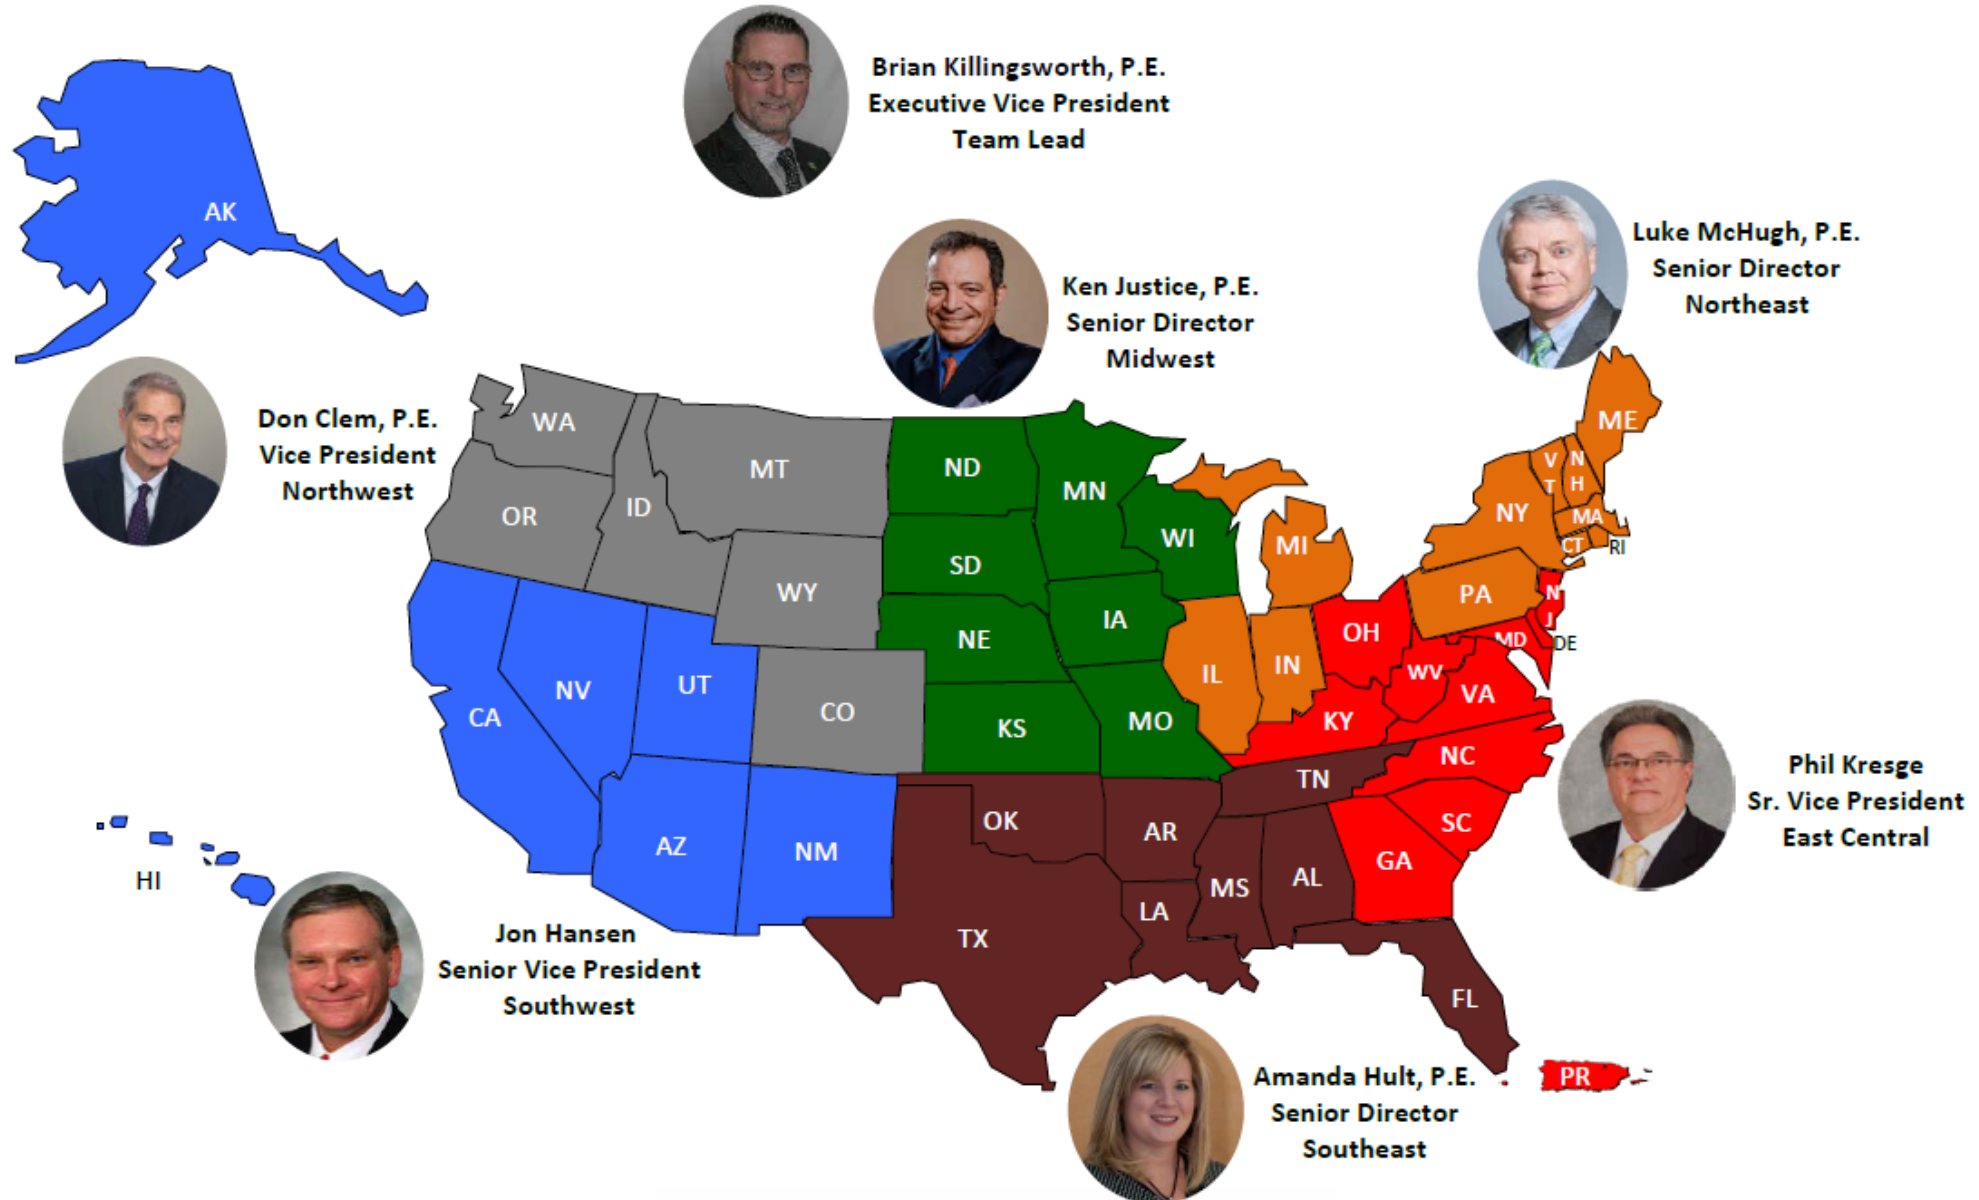 Brian Killingsworth, P.E.
Executive Vice President
Team Lead
AK
Luke McHugh, P.E.
Senior Director
Northeast
Ken Justice, P.E.
Senior Director
Midwest
Don Clem, P.E.
Vice President
Northwest
WA
MT
ND
MN
ME
V
T
N
H
OR
ID
SD
WI
MI
NY
MA
CT
RI
WY
NE
IA
PA
N
J
OH
MD
DE
IL
IN
WV
VA
NV
UT
CA
CO
KS
MO
KY
NC
TN
Phil Kresge
Sr. Vice President
East Central
OK
AR
SC
AZ
NM
GA
HI
MS
AL
LA
TX
Jon Hansen
Senior Vice President
Southwest
FL
PR
Amanda Hult, P.E.
Senior Director
Southeast